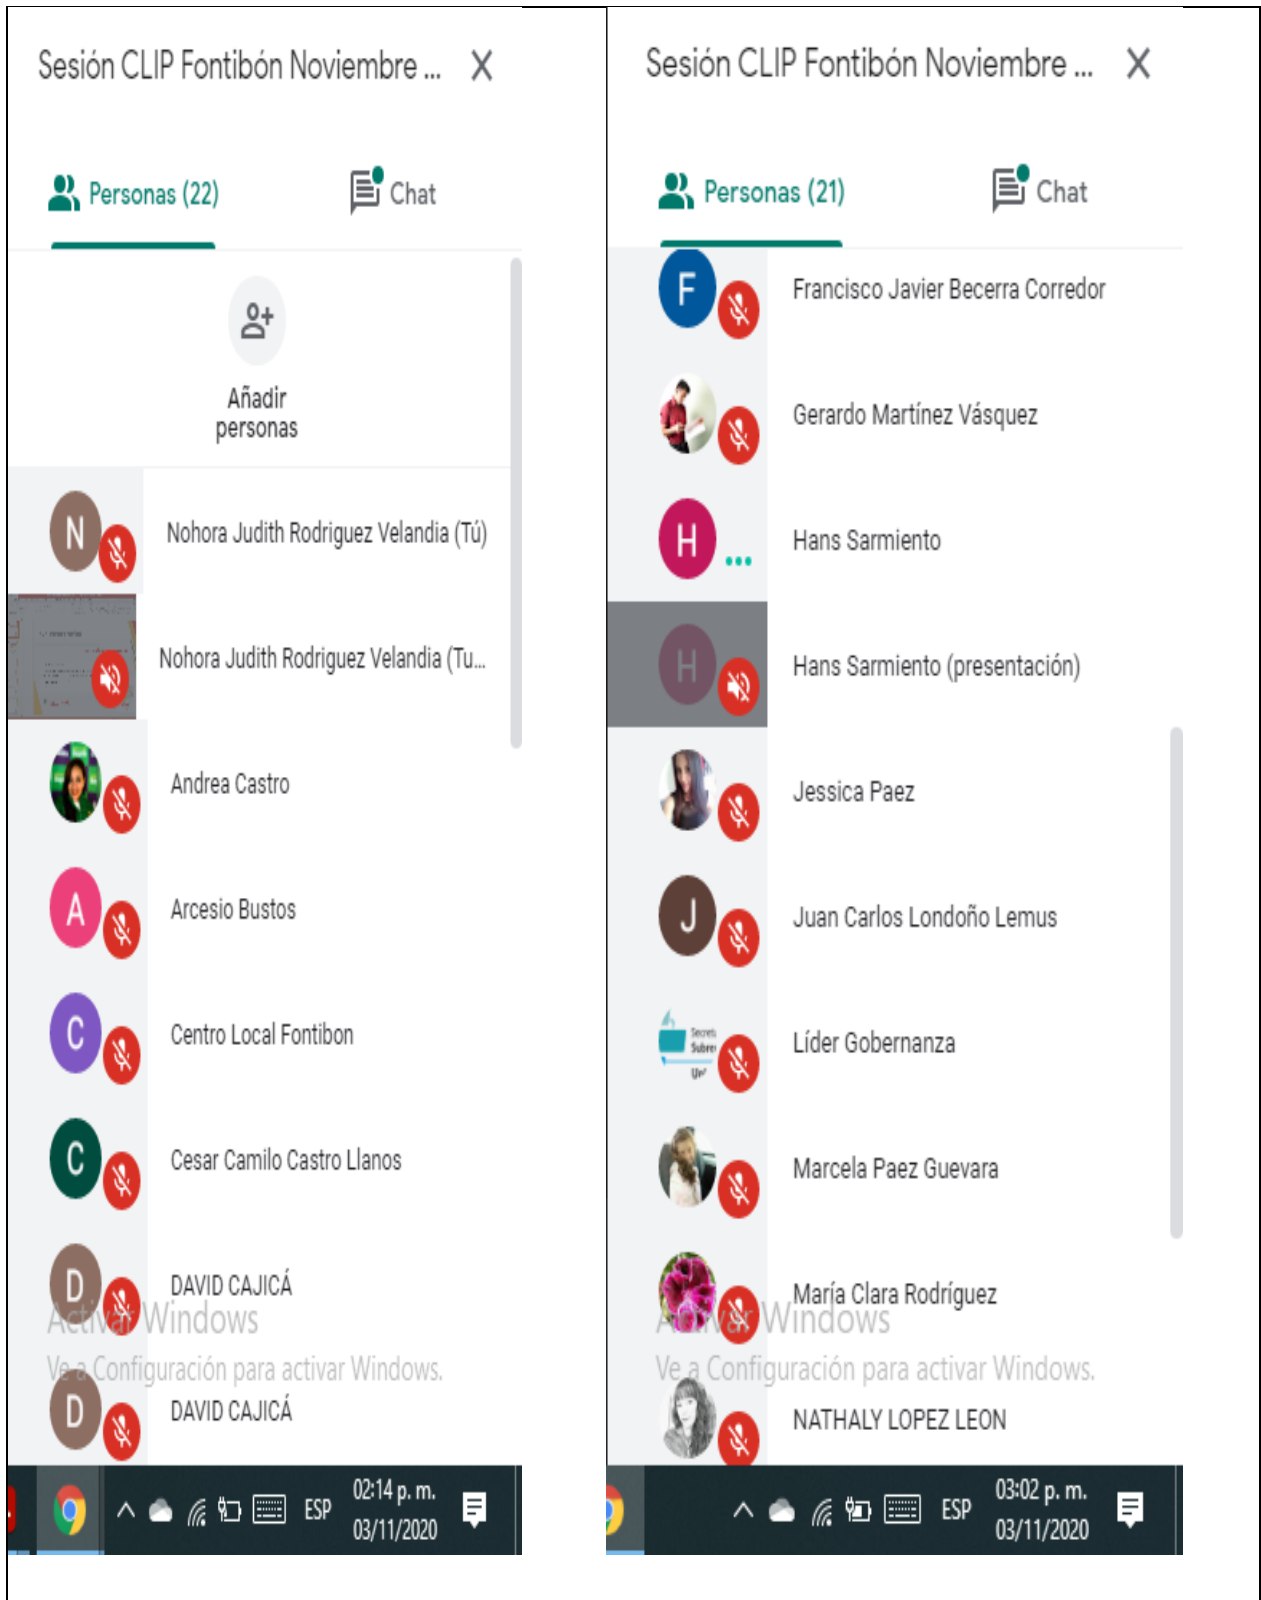 Sesión CLIP Fontibón Noviembre ...
Personas (22)
Chat
Añadir
personas
N
Nohora Judith Rodriguez Velandia (Tú)
Nohora Judith Rodriguez Velandia (Tu...
Andrea Castro
A
Arcesio Bustos
C
Centro Local Fontibon
C
Cesar Camilo Castro Llanos
D
DAVID CAJICÁ
Activar Windows
Ve a Configuración para activar Windows.
D
DAVID CAJICÁ
ESP
02:14 p. m.
03/11/2020
Sesión CLIP Fontibón Noviembre ...
Personas (21)
Chat
F
Francisco Javier Becerra Corredor
Gerardo Martínez Vásquez
H
Hans Sarmiento
H
Hans Sarmiento (presentación)
Jessica Paez
J
Juan Carlos Londoño Lemus
Secret
Subre
Líder Gobernanza
Marcela Paez Guevara
María Clara Rodríguez
Activar Windows
Ve a Configuración para activar Windows.
NATHALY LOPEZ LEON
ESP
03:02 p. m.
03/11/2020